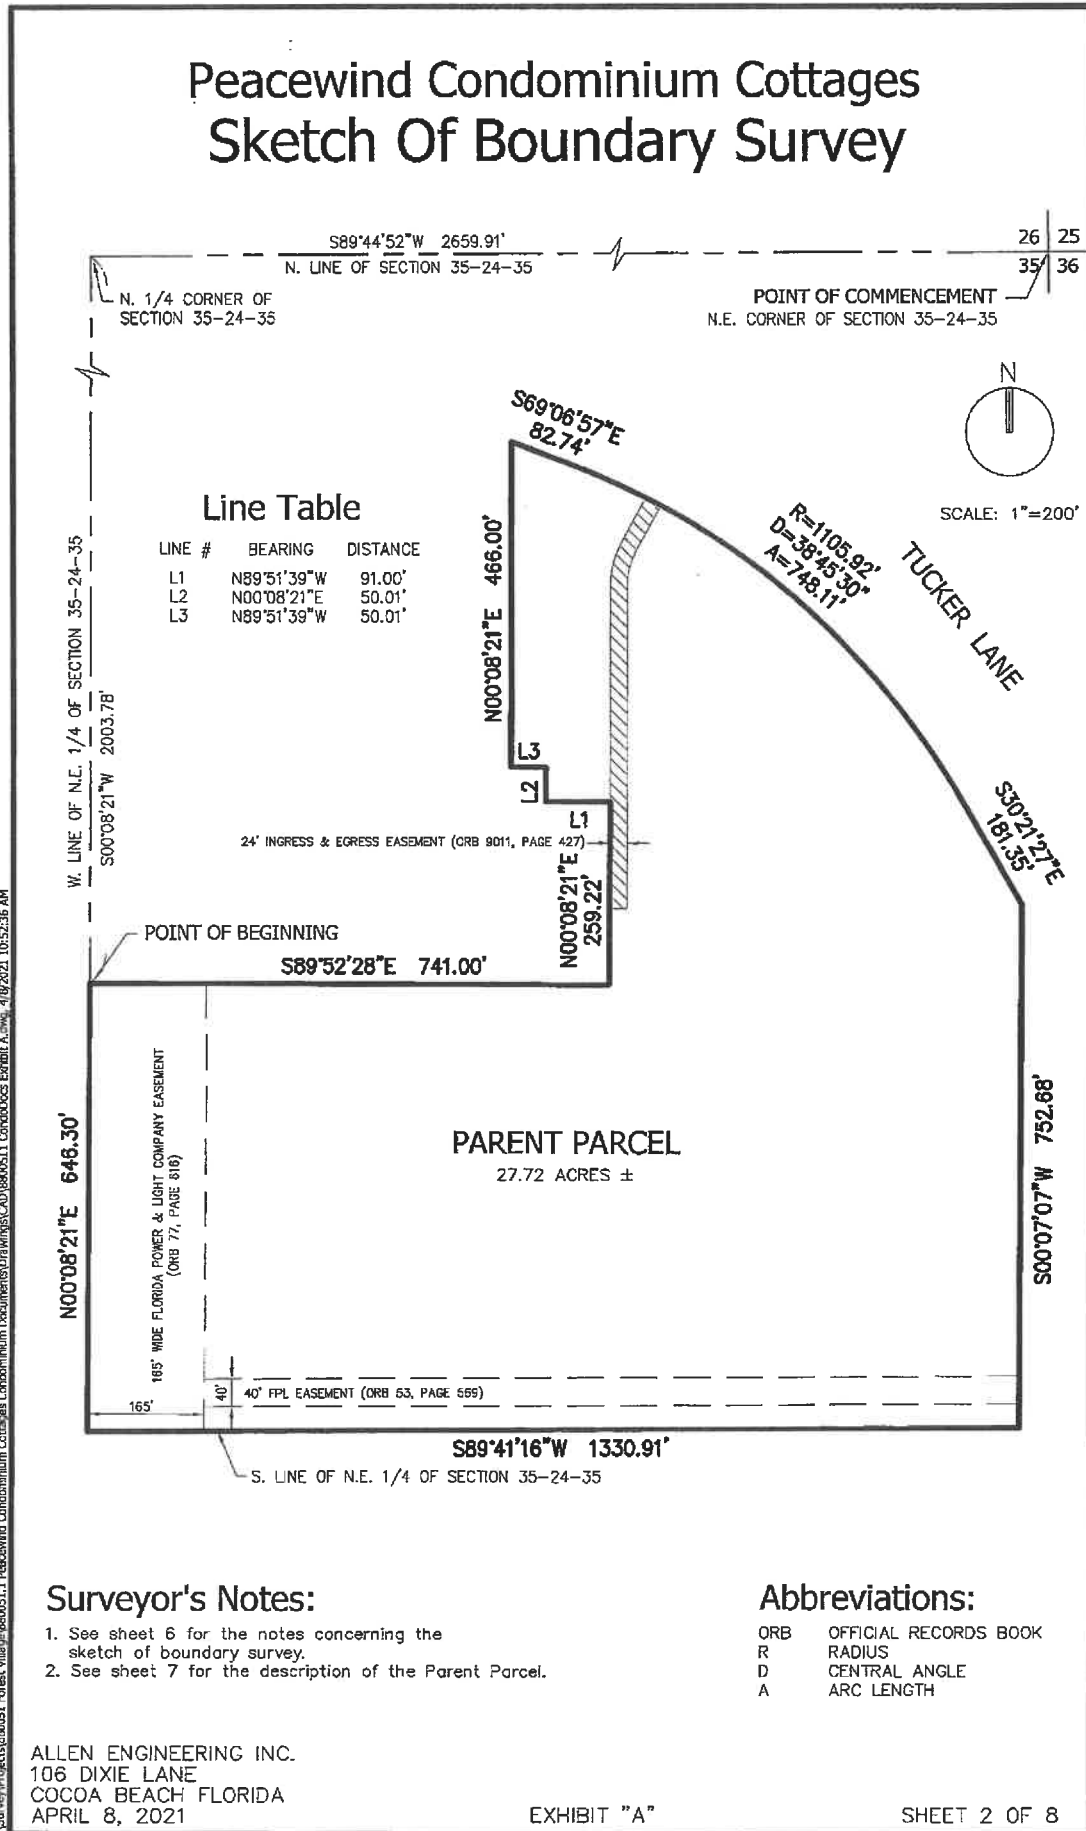 Peacewind Condominium Cottages
Sketch Of Boundary Survey
S89°44'52"W 2659.91'
N. LINE OF SECTION 35-24-35
26 25
35 36
N. 1/4 CORNER OF
SECTION 35-24-35
POINT OF COMMENCEMENT
N.E. CORNER OF SECTION 35-24-35
N
SCALE: 1"=200'
S69°06'57"E
82.74'
Line Table
LINE # BEARING DISTANCE
L1 N89°51'39"W 91.00'
L2 N00°08'21"E 50.01'
L3 N89°51'39"W 50.01'
R=1105.92'
D=38°45'30"
A=748.11'
TUCKER LANE
N00°08'21"E 466.00'
W. LINE OF N.E. 1/4 OF SECTION 35-24-35
S00°08'21"W 2003.78'
L3
L2
L1
24' INGRESS & EGRESS EASEMENT (ORB 9011, PAGE 427)
S30°21'27"E
181.35'
N00°08'21"E
259.22'
POINT OF BEGINNING
S89°52'28"E 741.00'
N00°08'21"E 646.30'
165' WIDE FLORIDA POWER & LIGHT COMPANY EASEMENT
(ORB 77, PAGE 616)
PARENT PARCEL
27.72 ACRES ±
S00°07'07"W 752.68'
40'
40' FPL EASEMENT (ORB 53, PAGE 559)
165'
S89°41'16"W 1330.91'
S. LINE OF N.E. 1/4 OF SECTION 35-24-35
Surveyor's Notes:
1. See sheet 6 for the notes concerning the
sketch of boundary survey.
2. See sheet 7 for the description of the Parent Parcel.
Abbreviations:
ORB OFFICIAL RECORDS BOOK
R RADIUS
D CENTRAL ANGLE
A ARC LENGTH
ALLEN ENGINEERING INC.
106 DIXIE LANE
COCOA BEACH FLORIDA
APRIL 8, 2021
EXHIBIT "A"
SHEET 2 OF 8